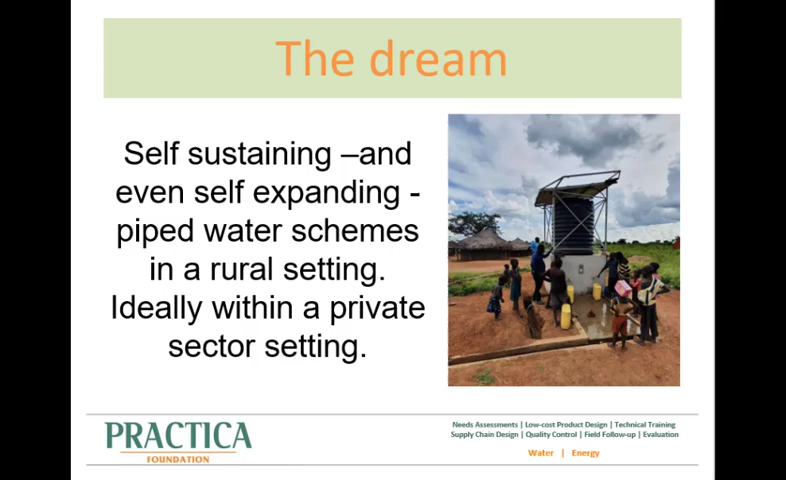 The dream
Self sustaining –and
even self expanding -
piped water schemes
in a rural setting.
Ideally within a private
sector setting.
PRACTICA
FOUNDATION
Needs Assessments | Low-cost Product Design | Technical Training
Supply Chain Design | Quality Control | Field Follow-up | Evaluation
Water | Energy